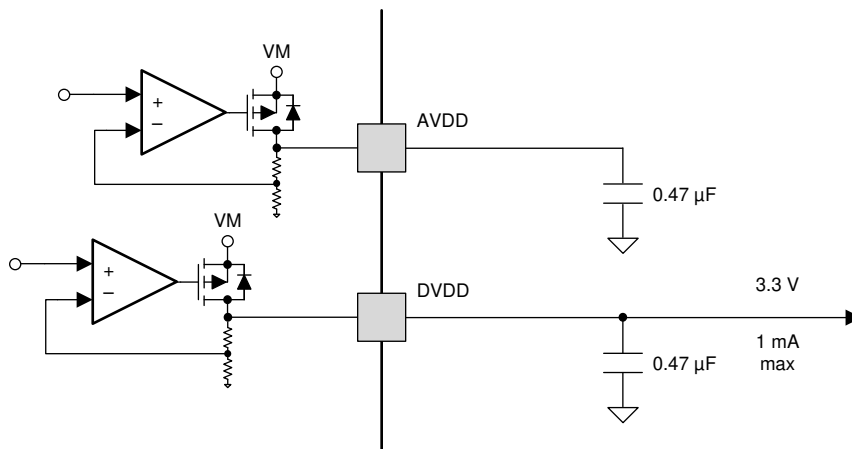 VM
+
−
AVDD
0.47 µF
VM
+
−
DVDD
3.3 V
1 mA
max
0.47 µF